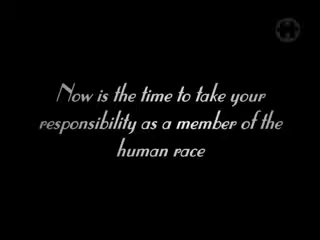 Now is the time to take your
responsibility as a member of the
human race